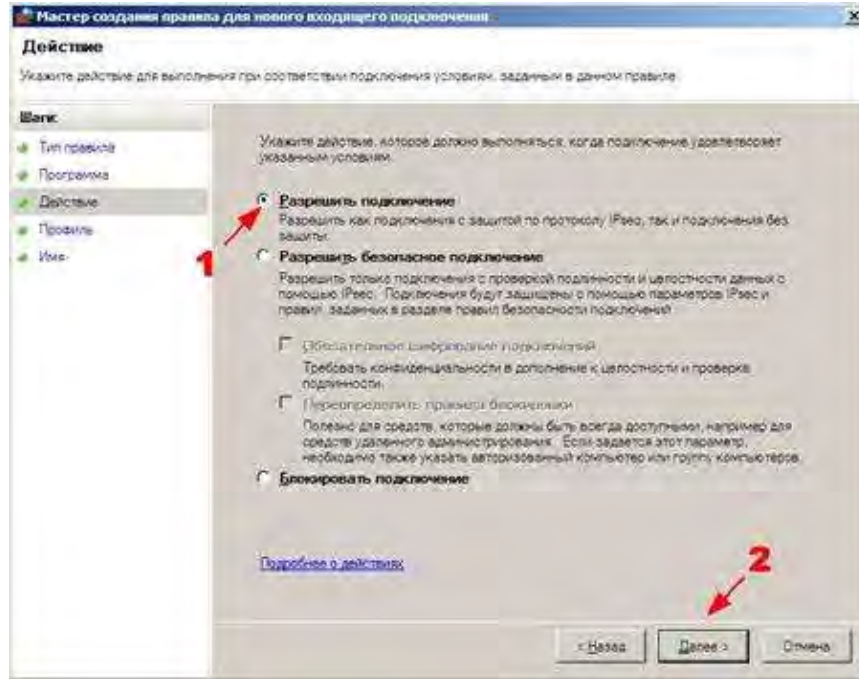 Мастер создания правила для нового входящего подключения
Действие
Укажите действие для выполнения при соответствии подключения условиям, заданным в данном правиле.
Шаги:
Тип правила
Программа
Действие
Профиль
Имя
Укажите действие, которое должно выполняться, когда подключение удовлетворяет
указанным условиям.
Разрешить подключение
Разрешить как подключения с защитой по протоколу IPsec, так и подключения без
защиты.
1
Разрешить безопасное подключение
Разрешить только подключения с проверкой подлинности и целостности данных с
помощью IPsec. Подключения будут защищены с помощью параметров IPsec и
правил, заданных в разделе правил безопасности подключений.
Обязательное шифрование подключений
Требовать конфиденциальности в дополнение к целостности и проверке
подлинности.
Переопределить правила блокировки
Полезно для средств, которые должны быть всегда доступными, например для
средств удаленного администрирования. Если задается этот параметр,
необходимо также указать авторизованный компьютер или группу компьютеров.
Блокировать подключение
Подробнее о действиях
2
< Назад
Далее >
Отмена